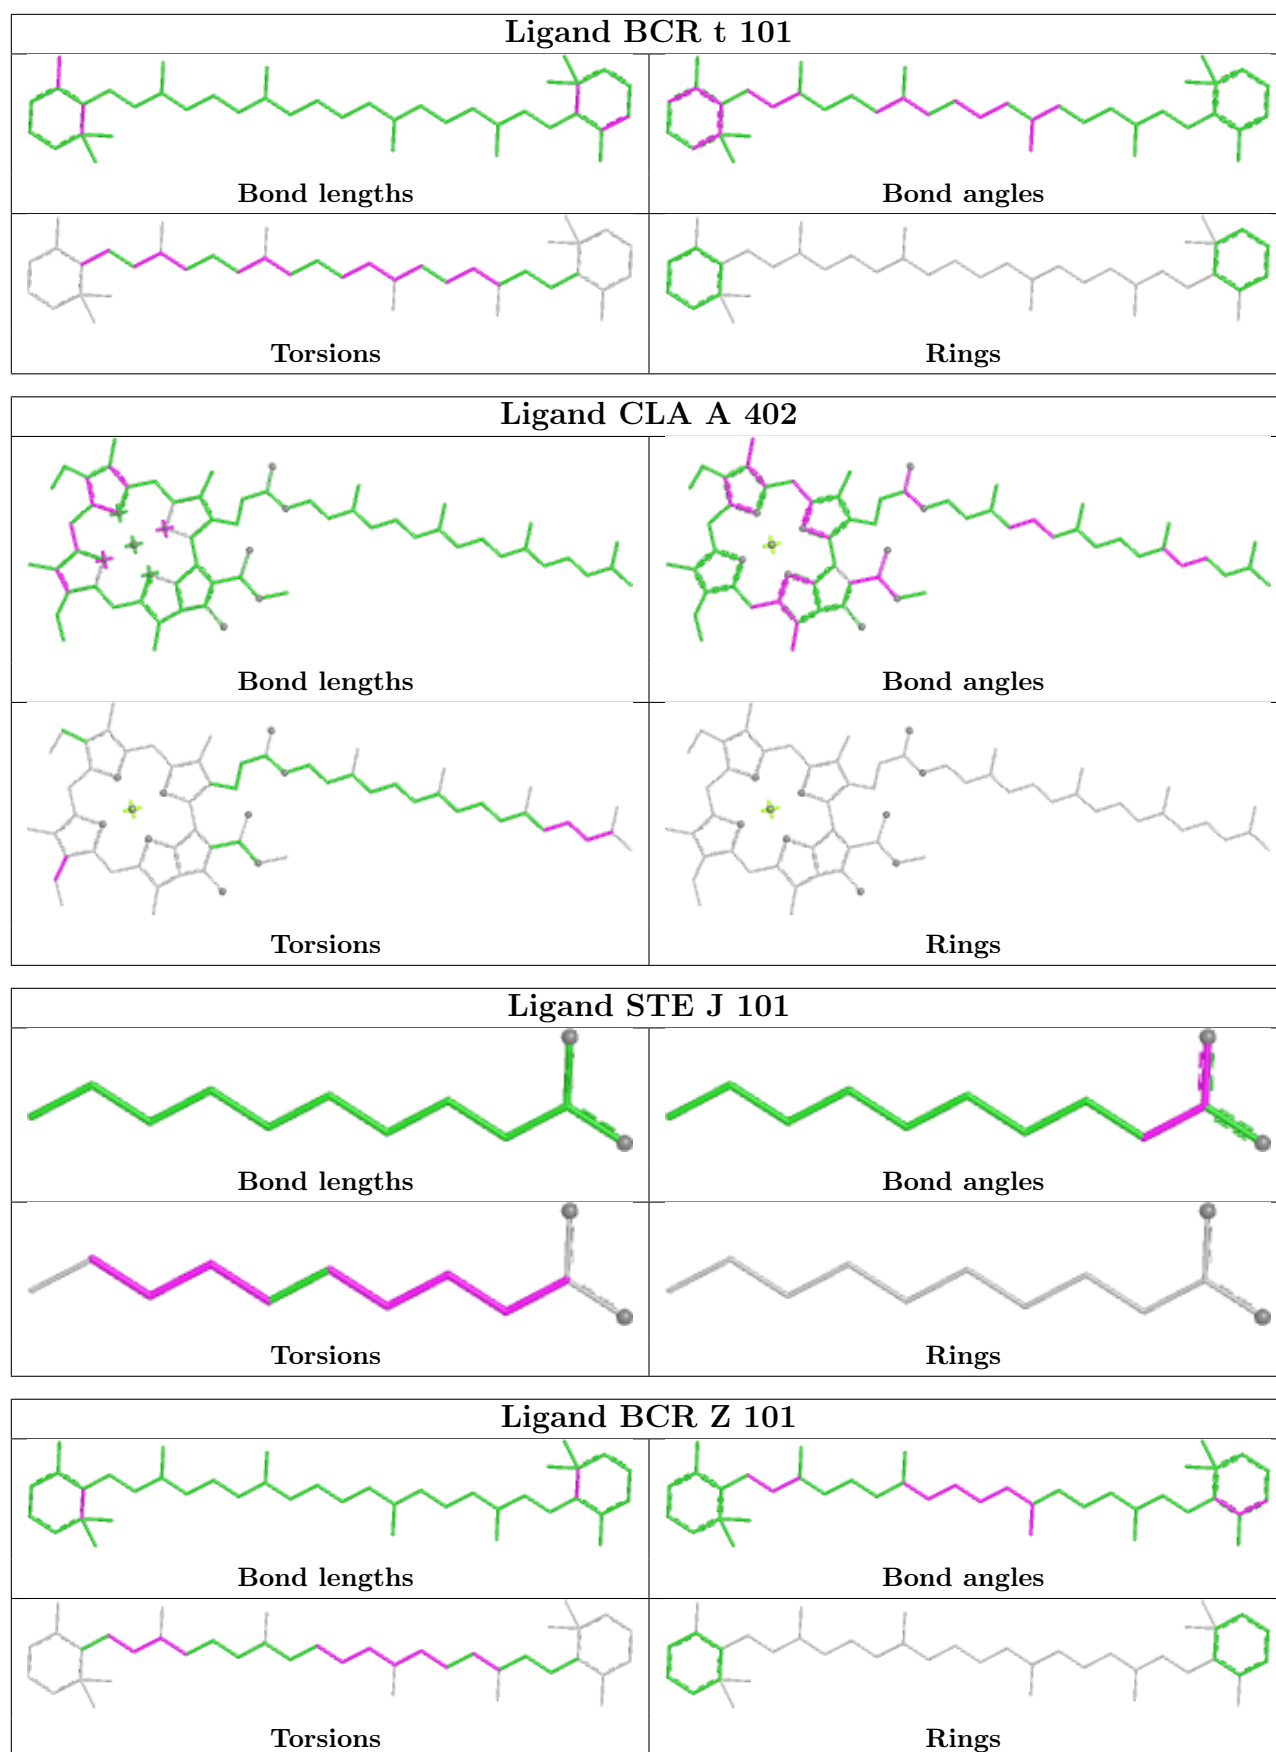 Ligand BCR t 101
Bond lengths
Bond angles
Torsions
Rings
Ligand CLA A 402
Bond lengths
Bond angles
Torsions
Rings
Ligand STE J 101
Bond lengths
Bond angles
Torsions
Rings
Ligand BCR Z 101
Bond lengths
Bond angles
Torsions
Rings